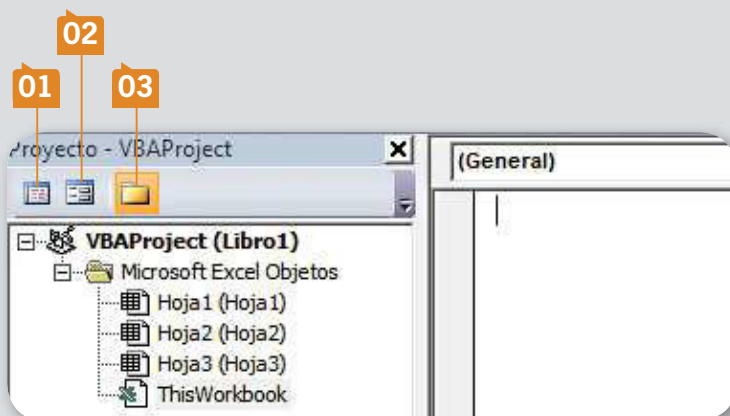 02
01
03
Proyecto - VBAProject
(General)
VBAProject (Libro1)
Microsoft Excel Objetos
Hoja1 (Hoja1)
Hoja2 (Hoja2)
Hoja3 (Hoja3)
ThisWorkbook